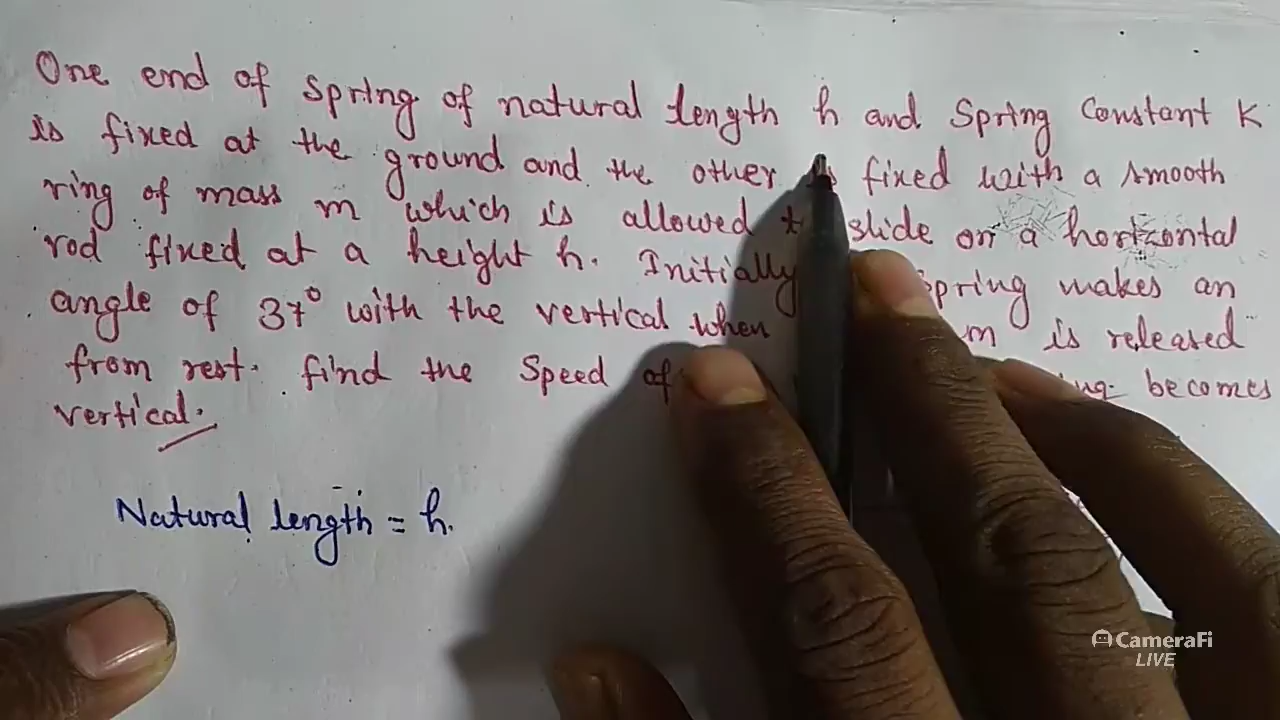 One end of Spring of natural length h and Spring Constant K
is fixed at the ground and the other is fixed with a smooth
ring of mass m which is allowed slide on a horizontal
rod fixed at a height h. Initially Spring makes an
angle of 37° with the vertical when m is released
from rest. find the Speed of becomes
vertical.
Natural length = h.
CameraFi
LIVE